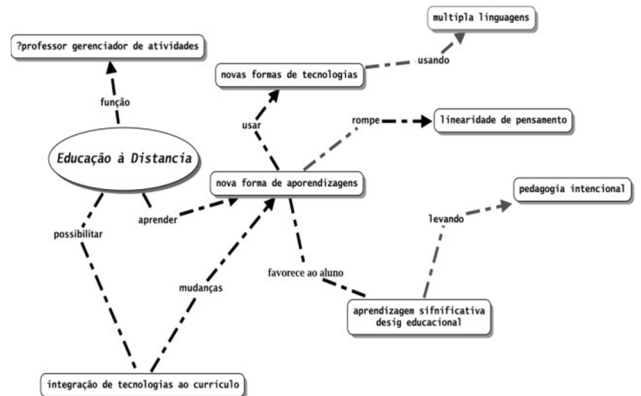 multipla linguagens
?professor gerenciador de atividades
usando
novas formas de tecnologias
função
usar
rompe
linearidade de pensamento
Educação à Distancia
nova forma de aporendizagens
pedagogia intencional
aprender
levando
possibilitar
favorece ao aluno
mudanças
aprendizagem sifnificativa
desig educacional
integração de tecnologias ao curriculo